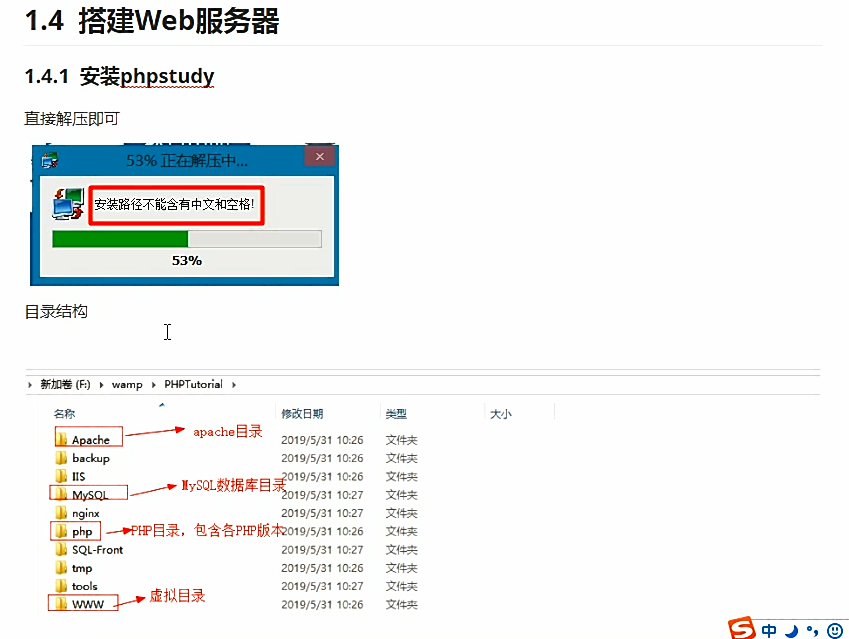 1.4 搭建Web服务器
1.4.1 安装phpstudy
直接解压即可
53% 正在解压中...
安装路径不能含有中文和空格!
53%
目录结构
新加卷 (F:) wamp PHPTutorial
名称 修改日期 类型 大小
Apache apache目录 2019/5/31 10:26 文件夹
backup 2019/5/31 10:26 文件夹
IIS 2019/5/31 10:26 文件夹
MySQL MySQL数据库目录 2019/5/31 10:27 文件夹
nginx 2019/5/31 10:27 文件夹
php PHP目录，包含各PHP版本 2019/5/31 10:26 文件夹
SQL-Front 2019/5/31 10:27 文件夹
tmp 2019/5/31 10:26 文件夹
tools 2019/5/31 10:27 文件夹
WWW 虚拟目录 2019/5/31 10:26 文件夹
S 中